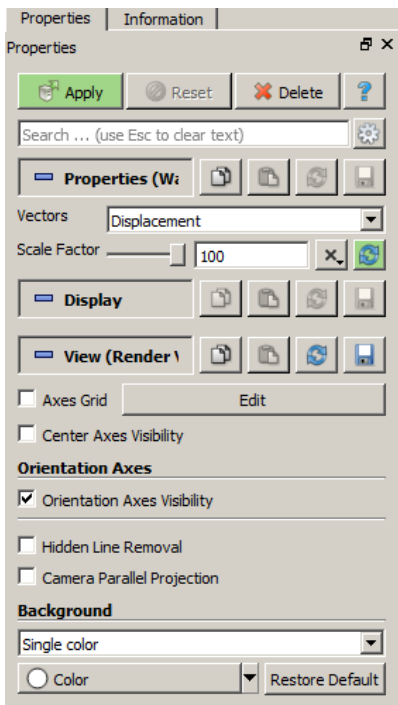 Properties Information
Properties
Apply Reset Delete ?
Search ... (use Esc to clear text)
Properties (Wa
Vectors Displacement
Scale Factor 100
Display
View (Render V
Axes Grid Edit
Center Axes Visibility
Orientation Axes
Orientation Axes Visibility
Hidden Line Removal
Camera Parallel Projection
Background
Single color
Color Restore Default